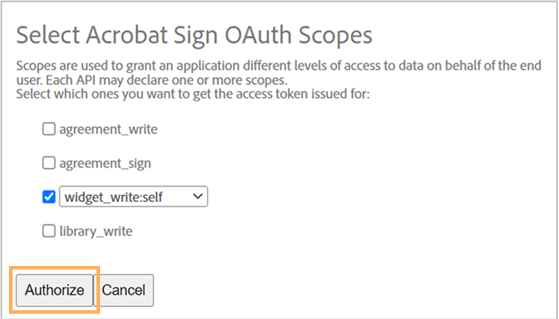 Select Acrobat Sign OAuth Scopes
Scopes are used to grant an application different levels of access to data on behalf of the end
user. Each API may declare one or more scopes.
Select which ones you want to get the access token issued for:
agreement_write
agreement_sign
widget_write:self
library_write
Authorize Cancel